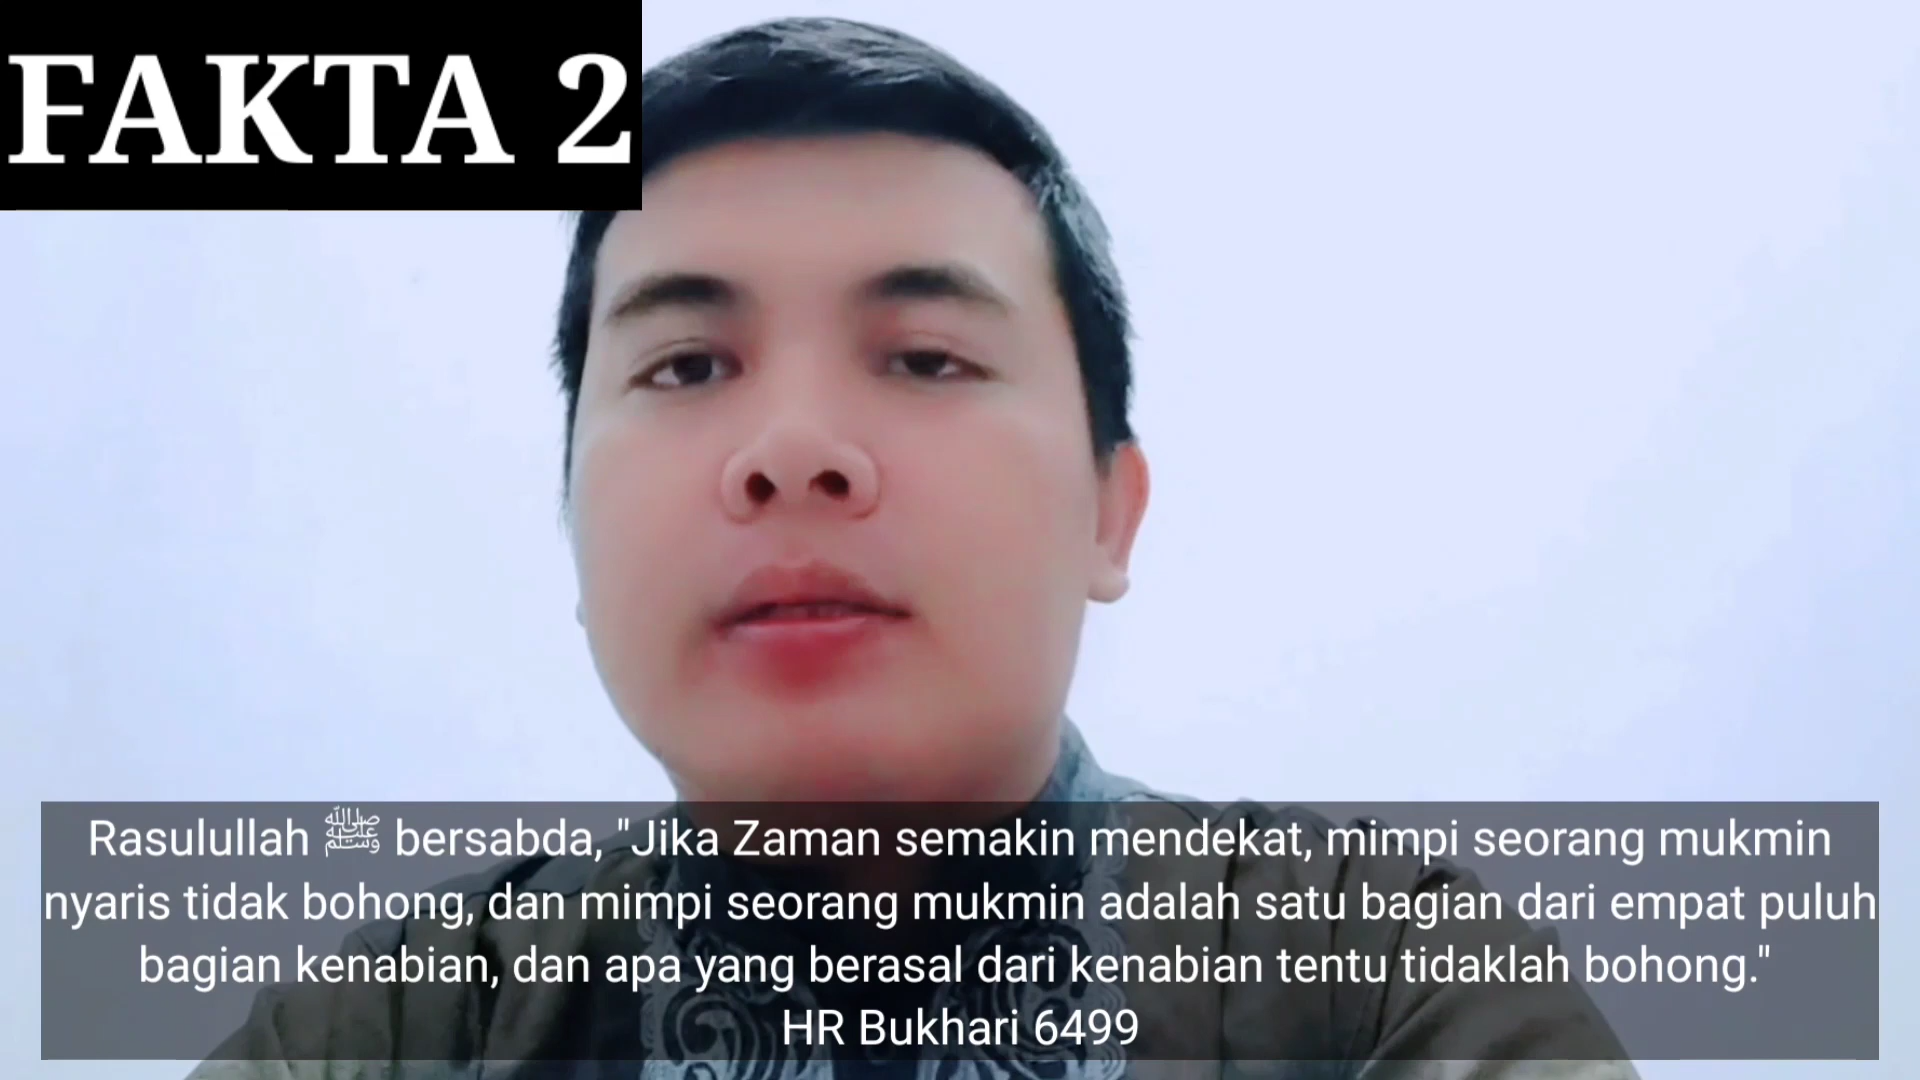 FAKTA 2
Rasulullah ﷺ bersabda, "Jika Zaman semakin mendekat, mimpi seorang mukmin
nyaris tidak bohong, dan mimpi seorang mukmin adalah satu bagian dari empat puluh
bagian kenabian, dan apa yang berasal dari kenabian tentu tidaklah bohong."
HR Bukhari 6499